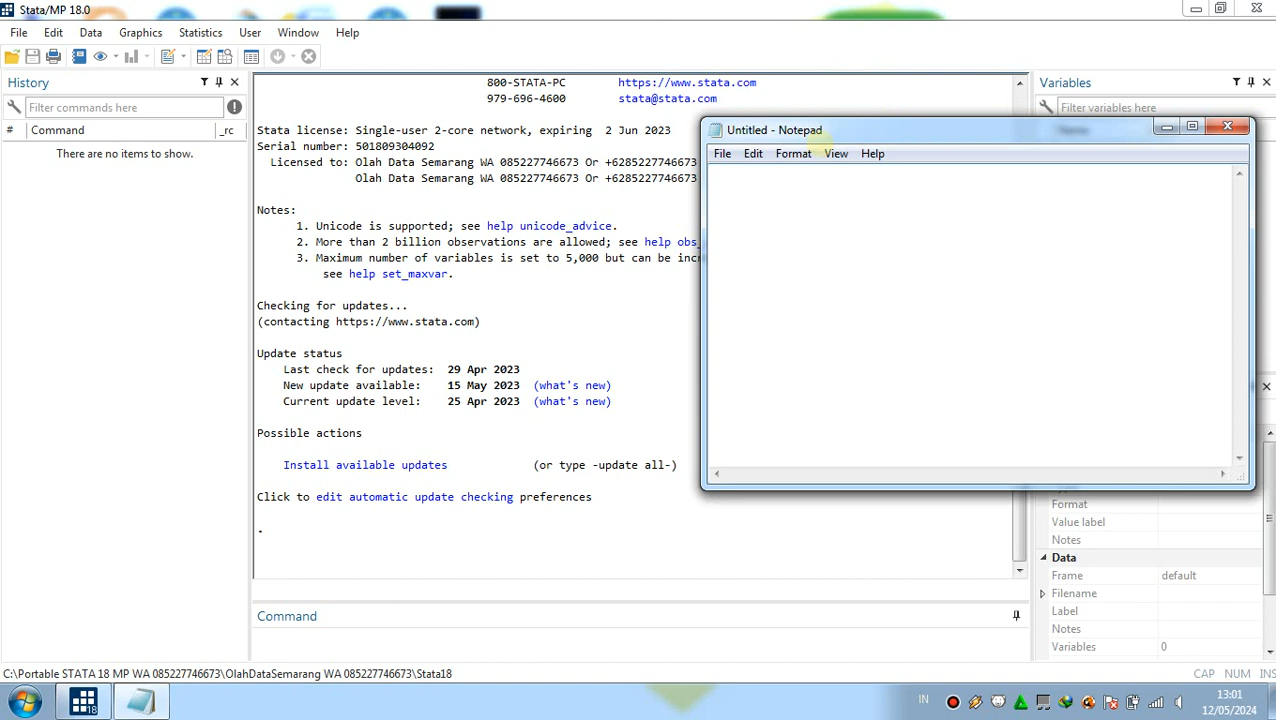 Stata/MP 18.0
File Edit Data Graphics Statistics User Window Help
History
Filter commands here
# Command _rc
There are no items to show.
800-STATA-PC https://www.stata.com
979-696-4600 stata@stata.com
Stata license: Single-user 2-core network, expiring 2 Jun 2023
Serial number: 501809304092
Licensed to: Olah Data Semarang WA 085227746673 Or +6285227746673
Olah Data Semarang WA 085227746673 Or +6285227746673
Notes:
1. Unicode is supported; see help unicode_advice.
2. More than 2 billion observations are allowed; see help obs_
3. Maximum number of variables is set to 5,000 but can be incr
see help set_maxvar.
Checking for updates...
(contacting https://www.stata.com)
Update status
Last check for updates: 29 Apr 2023
New update available: 15 May 2023 (what's new)
Current update level: 25 Apr 2023 (what's new)
Possible actions
Install available updates (or type -update all-)
Click to edit automatic update checking preferences
.
Command
Variables
Filter variables here
Name
Untitled - Notepad
File Edit Format View Help
Format
Value label
Notes
Data
Frame default
Filename
Label
Notes
Variables 0
C:\Portable STATA 18 MP WA 085227746673\OlahDataSemarang WA 085227746673\Stata18
CAP NUM INS
18
IN
13:01
12/05/2024